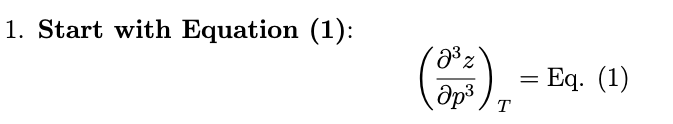 1. Start with Equation (1):
(∂³z/∂p³)_T = Eq. (1)